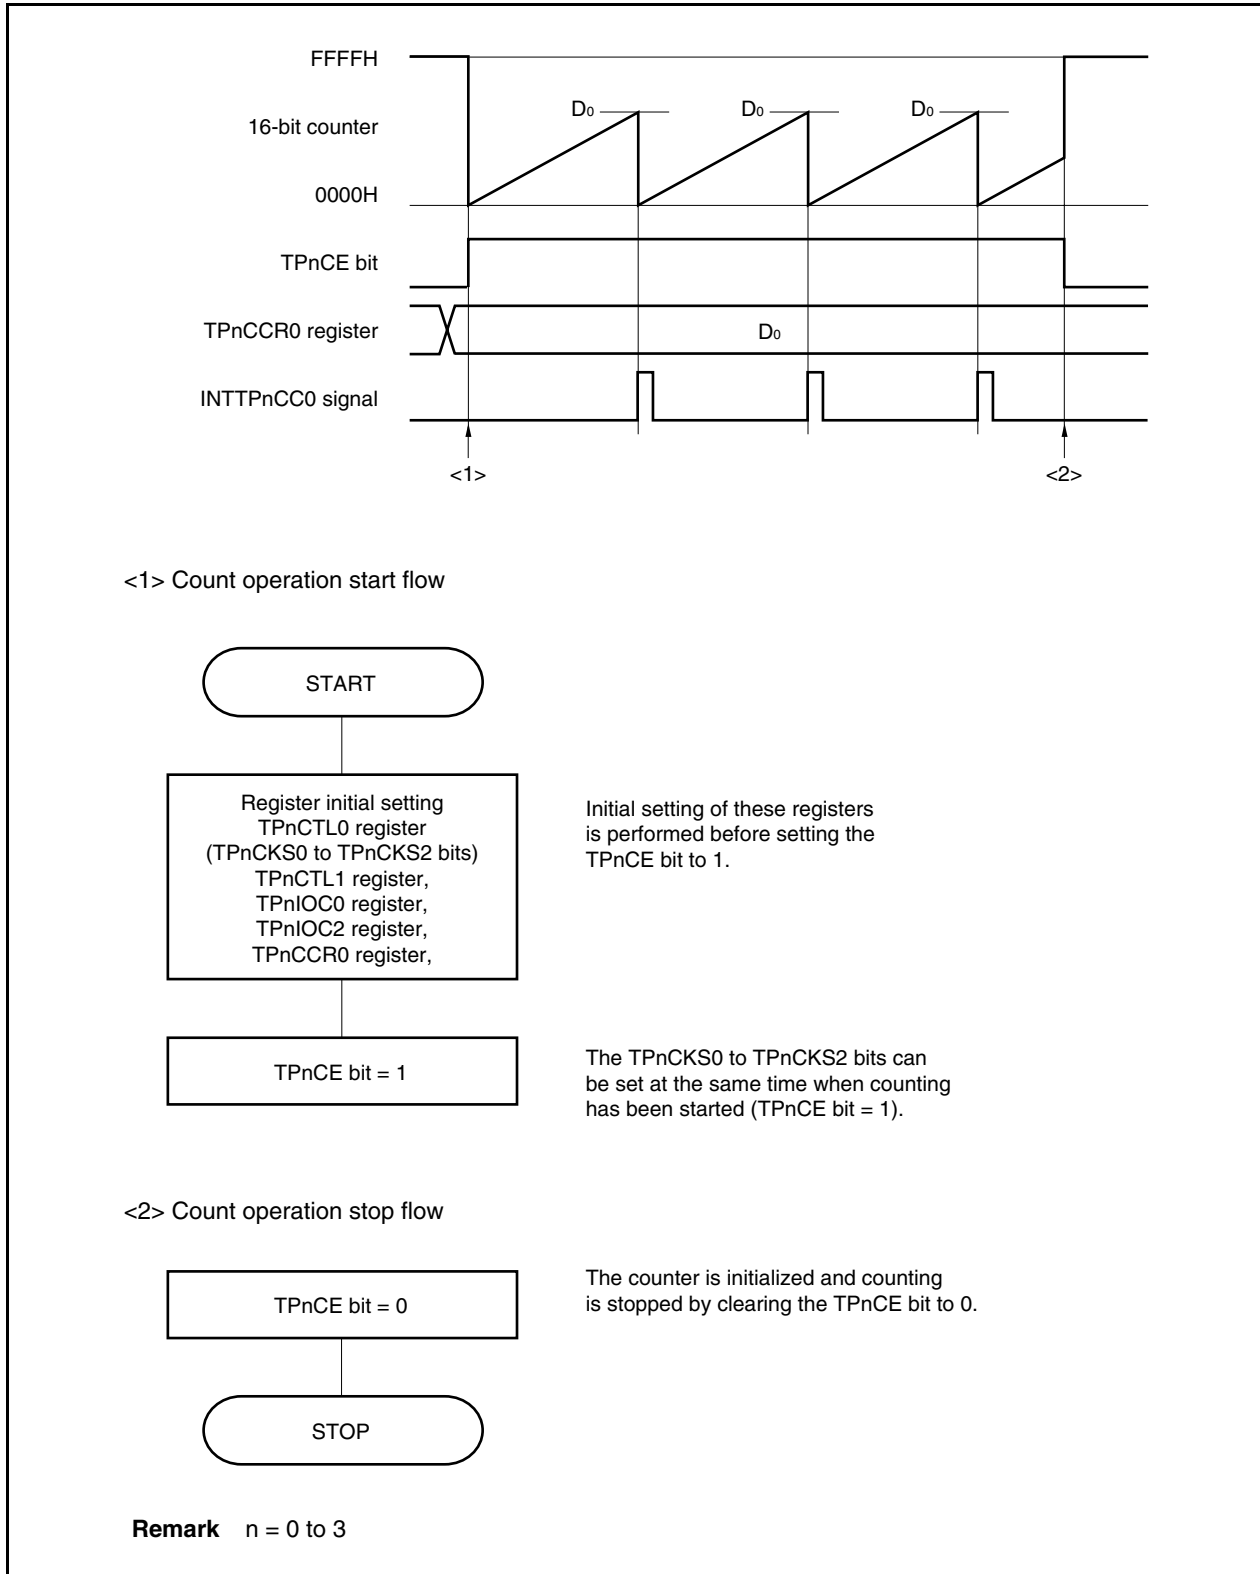 FFFFH
D0 D0 D0
16-bit counter
0000H
TPnCE bit
TPnCCR0 register D0
INTTPnCC0 signal
<1> <2>
<1> Count operation start flow
START
Register initial setting
TPnCTL0 register
(TPnCKS0 to TPnCKS2 bits)
TPnCTL1 register,
TPnIOC0 register,
TPnIOC2 register,
TPnCCR0 register,
Initial setting of these registers
is performed before setting the
TPnCE bit to 1.
TPnCE bit = 1
The TPnCKS0 to TPnCKS2 bits can
be set at the same time when counting
has been started (TPnCE bit = 1).
<2> Count operation stop flow
TPnCE bit = 0
The counter is initialized and counting
is stopped by clearing the TPnCE bit to 0.
STOP
Remark n = 0 to 3